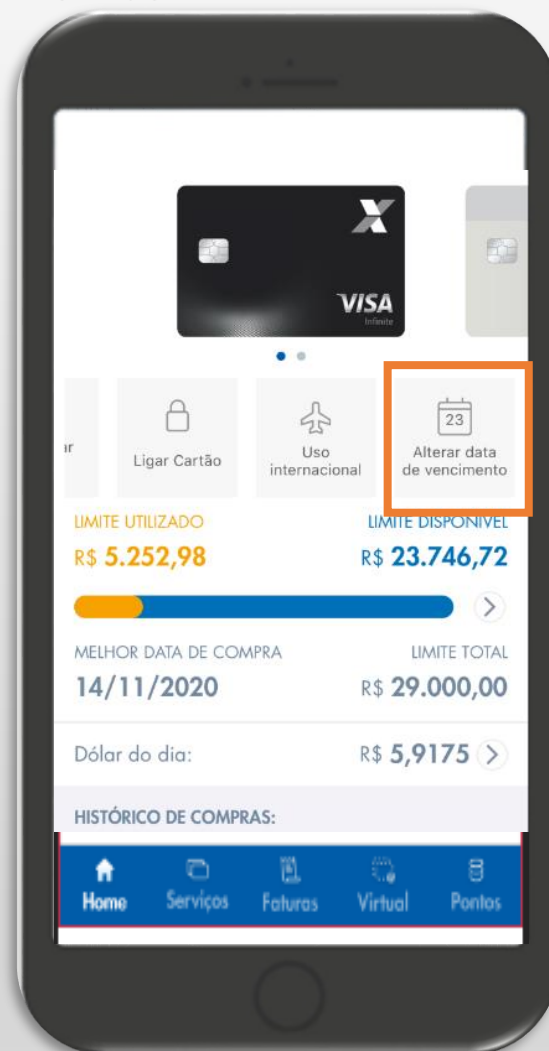 VISA
Infinite
ar
Ligar Cartão
Uso
internacional
23
Alterar data
de vencimento
LIMITE UTILIZADO
LIMITE DISPONÍVEL
R$ 5.252,98
R$ 23.746,72
MELHOR DATA DE COMPRA
LIMITE TOTAL
14/11/2020
R$ 29.000,00
Dólar do dia:
R$ 5,9175
HISTÓRICO DE COMPRAS:
Home
Serviços
Faturas
Virtual
Pontos